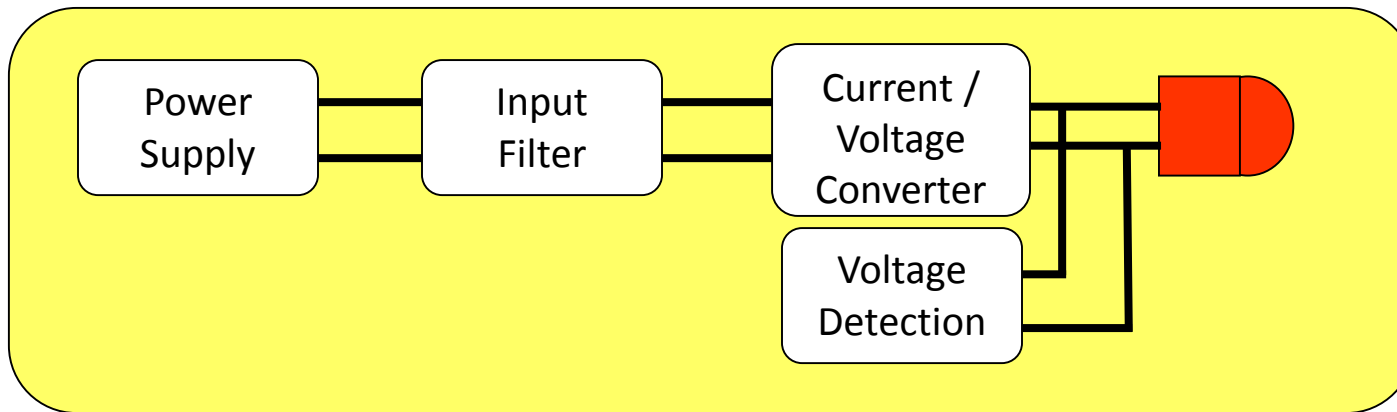 Power
Supply
Input
Filter
Current /
Voltage
Converter
Voltage
Detection